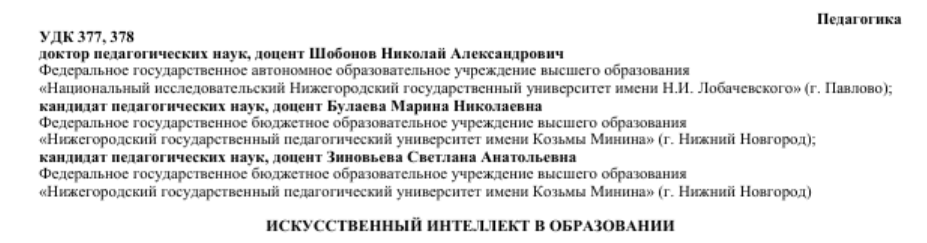 Педагогика
УДК 377, 378
доктор педагогических наук, доцент Шобонов Николай Александрович
Федеральное государственное автономное образовательное учреждение высшего образования
«Национальный исследовательский Нижегородский государственный университет имени Н.И. Лобачевского» (г. Павлово);
кандидат педагогических наук, доцент Булаева Марина Николаевна
Федеральное государственное бюджетное образовательное учреждение высшего образования
«Нижегородский государственный педагогический университет имени Козьмы Минина» (г. Нижний Новгород);
кандидат педагогических наук, доцент Зиновьева Светлана Анатольевна
Федеральное государственное бюджетное образовательное учреждение высшего образования
«Нижегородский государственный педагогический университет имени Козьмы Минина» (г. Нижний Новгород)
ИСКУССТВЕННЫЙ ИНТЕЛЛЕКТ В ОБРАЗОВАНИИ